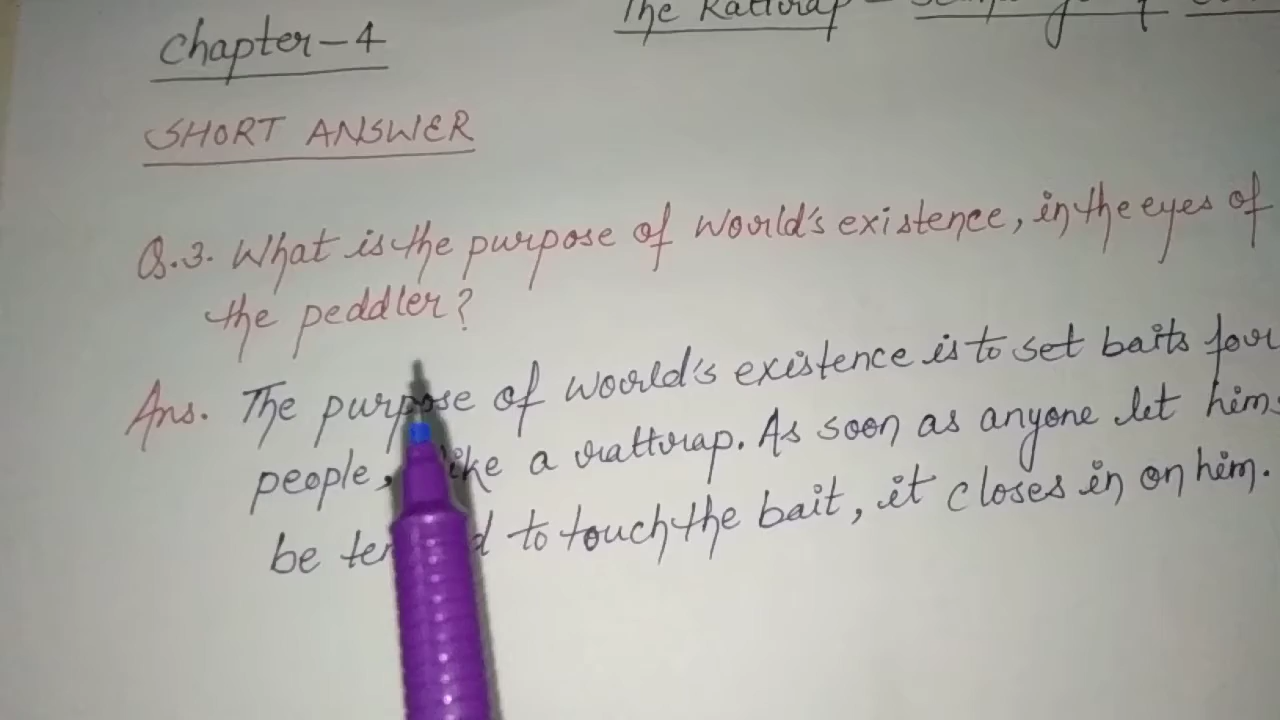 The Rattrap -
Chapter-4
SHORT ANSWER
Q.3. What is the purpose of world's existence, in the eyes of
the peddler?
Ans. The purpose of world's existence is to set baits for
people, like a rattrap. As soon as anyone let him
be to touch the bait, it closes in on him.